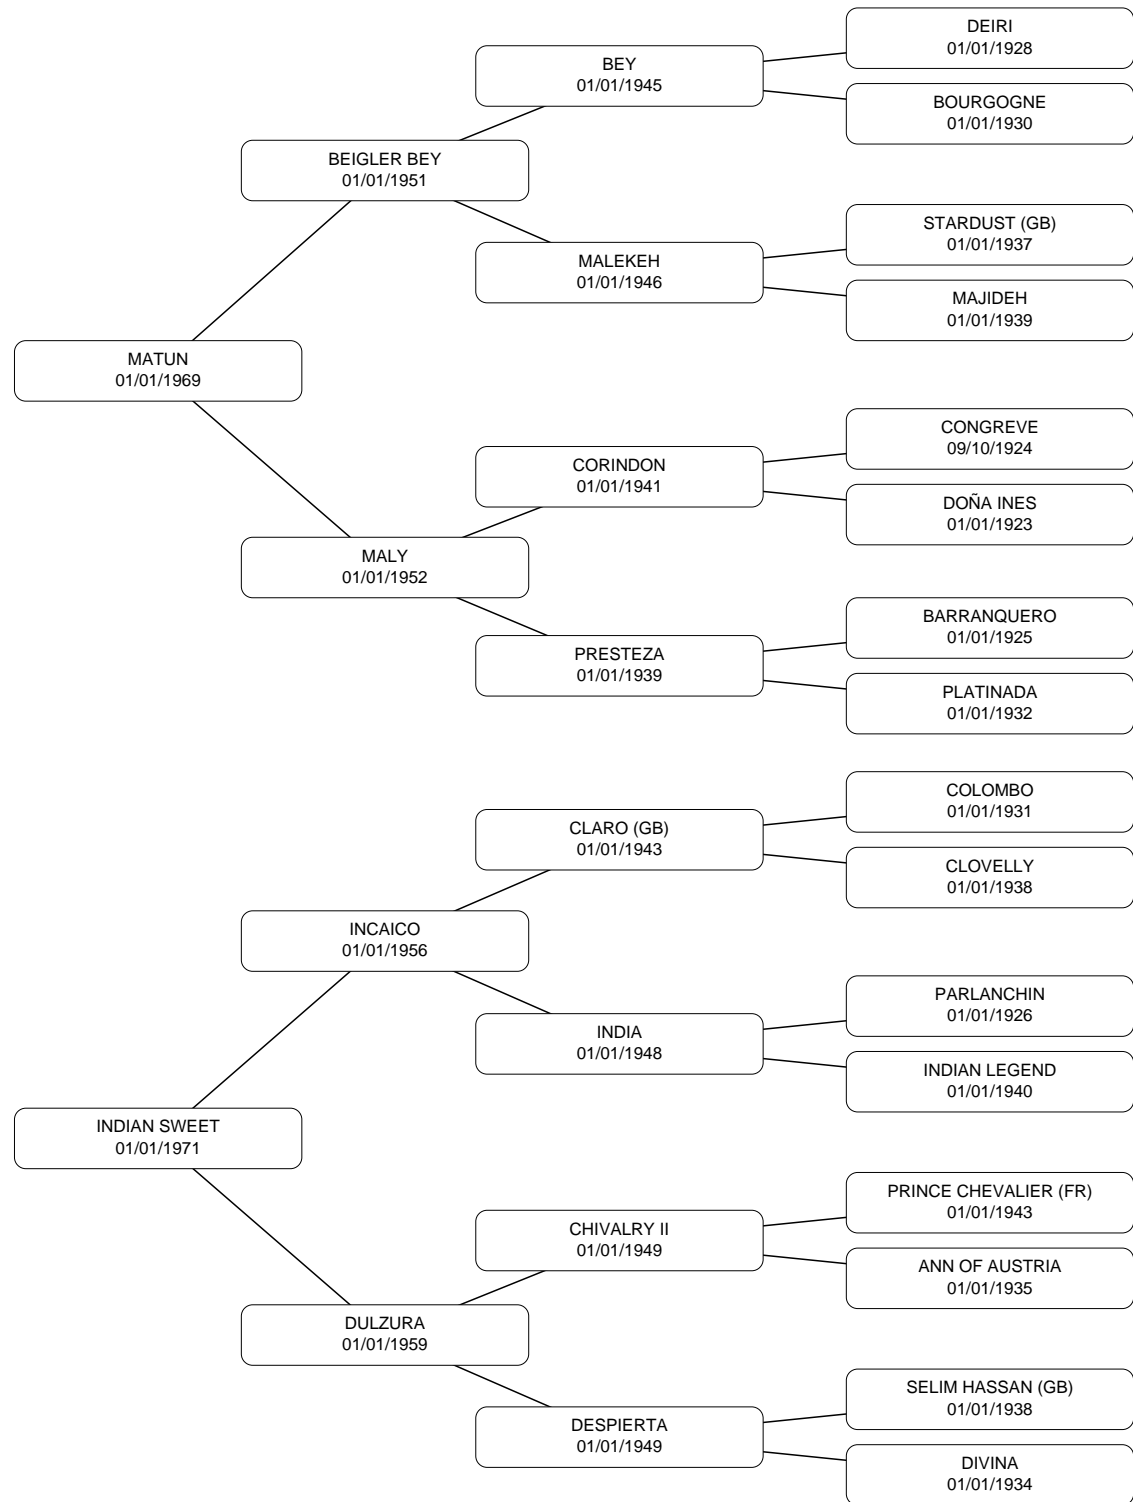 DEIRI
01/01/1928
BEY
01/01/1945
BOURGOGNE
01/01/1930
BEIGLER BEY
01/01/1951
STARDUST (GB)
01/01/1937
MALEKEH
01/01/1946
MAJIDEH
01/01/1939
MATUN
01/01/1969
CONGREVE
09/10/1924
CORINDON
01/01/1941
DOÑA INES
01/01/1923
MALY
01/01/1952
BARRANQUERO
01/01/1925
PRESTEZA
01/01/1939
PLATINADA
01/01/1932
COLOMBO
01/01/1931
CLARO (GB)
01/01/1943
CLOVELLY
01/01/1938
INCAICO
01/01/1956
PARLANCHIN
01/01/1926
INDIA
01/01/1948
INDIAN LEGEND
01/01/1940
INDIAN SWEET
01/01/1971
PRINCE CHEVALIER (FR)
01/01/1943
CHIVALRY II
01/01/1949
ANN OF AUSTRIA
01/01/1935
DULZURA
01/01/1959
SELIM HASSAN (GB)
01/01/1938
DESPIERTA
01/01/1949
DIVINA
01/01/1934